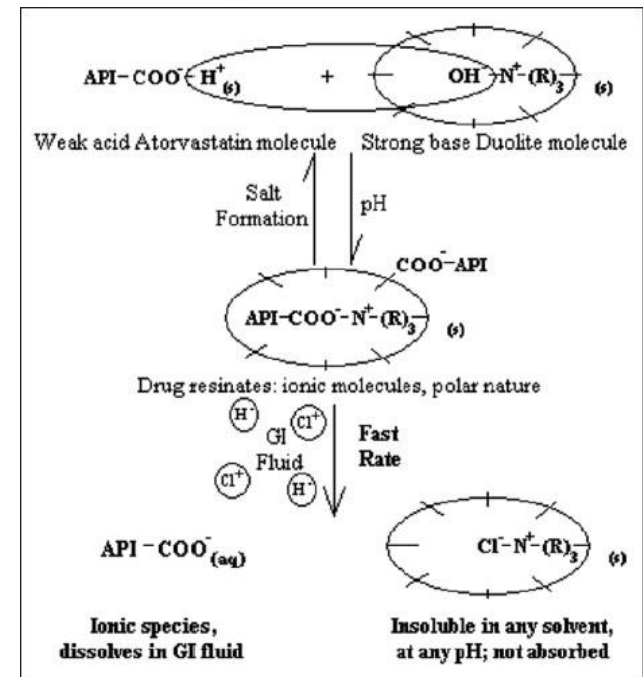 API-COO⁻ H⁺ (s) + OH⁻ N⁺-(R)₃ (s)
Weak acid Atorvastatin molecule Strong base Duolite molecule
Salt
Formation
pH
COO⁻-API
API-COO⁻-N⁺-(R)₃ (s)
Drug resinates: ionic molecules, polar nature
H⁻ Cl⁺
GI
Fluid
Cl⁺ H⁻
Fast
Rate
API-COO⁻(aq) Cl⁻-N⁺-(R)₃ (s)
Ionic species,
dissolves in GI fluid
Insoluble in any solvent,
at any pH; not absorbed